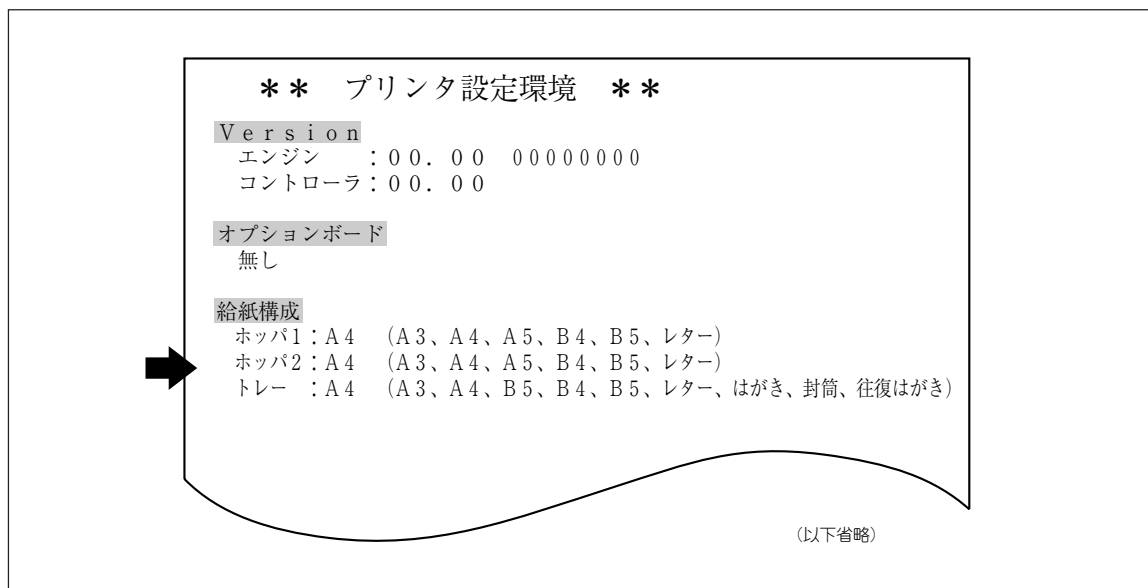 ＊＊　プリンタ設定環境　＊＊
Ｖｅｒｓｉｏｎ
エンジン　　：００．００　００００００００
コントローラ：００．００
オプションボード
無し
給紙構成
ホッパ1：Ａ４　（Ａ３、Ａ４、Ａ５、Ｂ４、Ｂ５、レター）
ホッパ2：Ａ４　（Ａ３、Ａ４、Ａ５、Ｂ４、Ｂ５、レター）
トレー　：Ａ４　（Ａ３、Ａ４、Ｂ５、Ｂ４、Ｂ５、レター、はがき、封筒、往復はがき）
（以下省略）